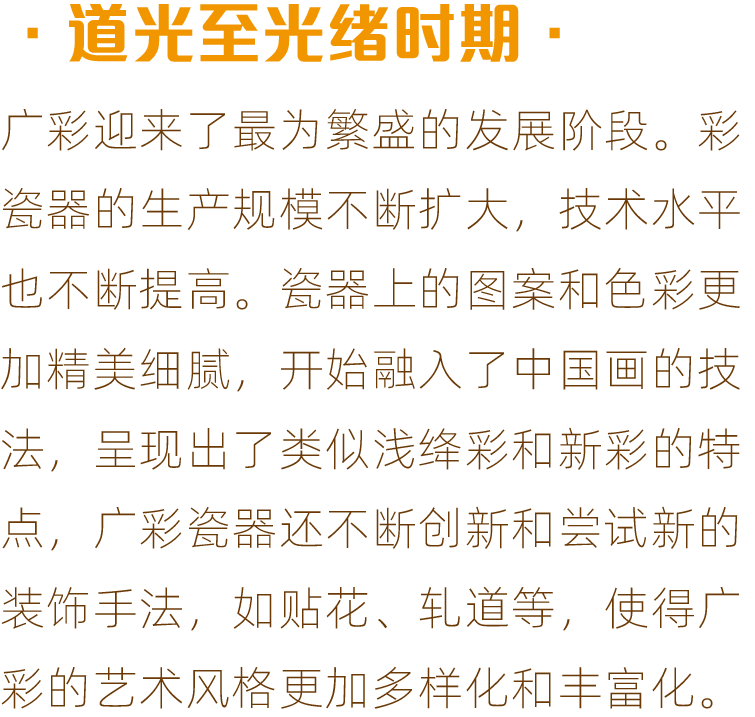 ·道光至光绪时期·
广彩迎来了最为繁盛的发展阶段。彩
瓷器的生产规模不断扩大，技术水平
也不断提高。瓷器上的图案和色彩更
加精美细腻，开始融入了中国画的技
法，呈现出了类似浅绛彩和新彩的特
点，广彩瓷器还不断创新和尝试新的
装饰手法，如贴花、轧道等，使得广
彩的艺术风格更加多样化和丰富化。